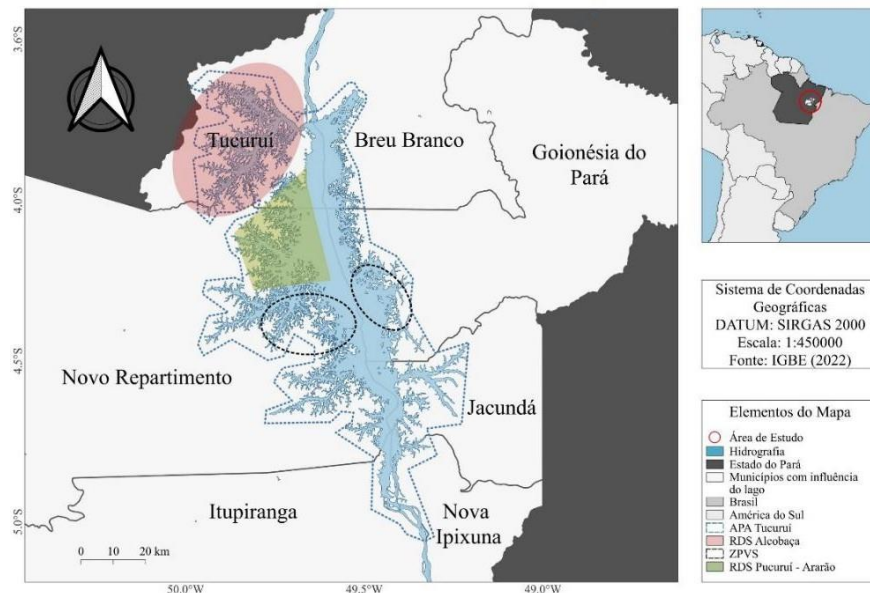 3.6°S
4.0°S
4.5°S
5.0°S
Tucuruí
Breu Branco
Goionésia do
Pará
Novo Repartimento
Jacundá
Itupiranga
Nova
Ipixuna
0 10 20 km
50.0°W
49.5°W
49.0°W
Sistema de Coordenadas
Geográficas
DATUM: SIRGAS 2000
Escala: 1:450000
Fonte: IGBE (2022)
Elementos do Mapa
Área de Estudo
Hidrografia
Estado do Pará
Municípios com influência
do lago
Brasil
América do Sul
APA Tucuruí
RDS Alcobaça
ZPVS
RDS Pucuruí - Ararão